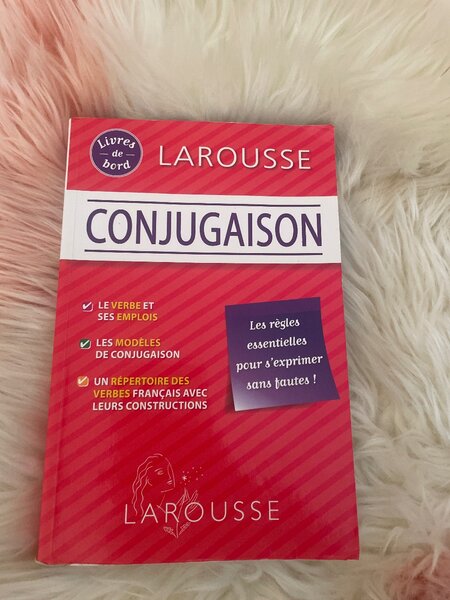 Livres
de
bord
LAROUSSE
CONJUGAISON
LE VERBE ET
SES EMPLOIS
LES MODÈLES
DE CONJUGAISON
UN RÉPERTOIRE DES
VERBES FRANÇAIS AVEC
LEURS CONSTRUCTIONS
Les règles
essentielles
pour s'exprimer
sans fautes !
LAROUSSE